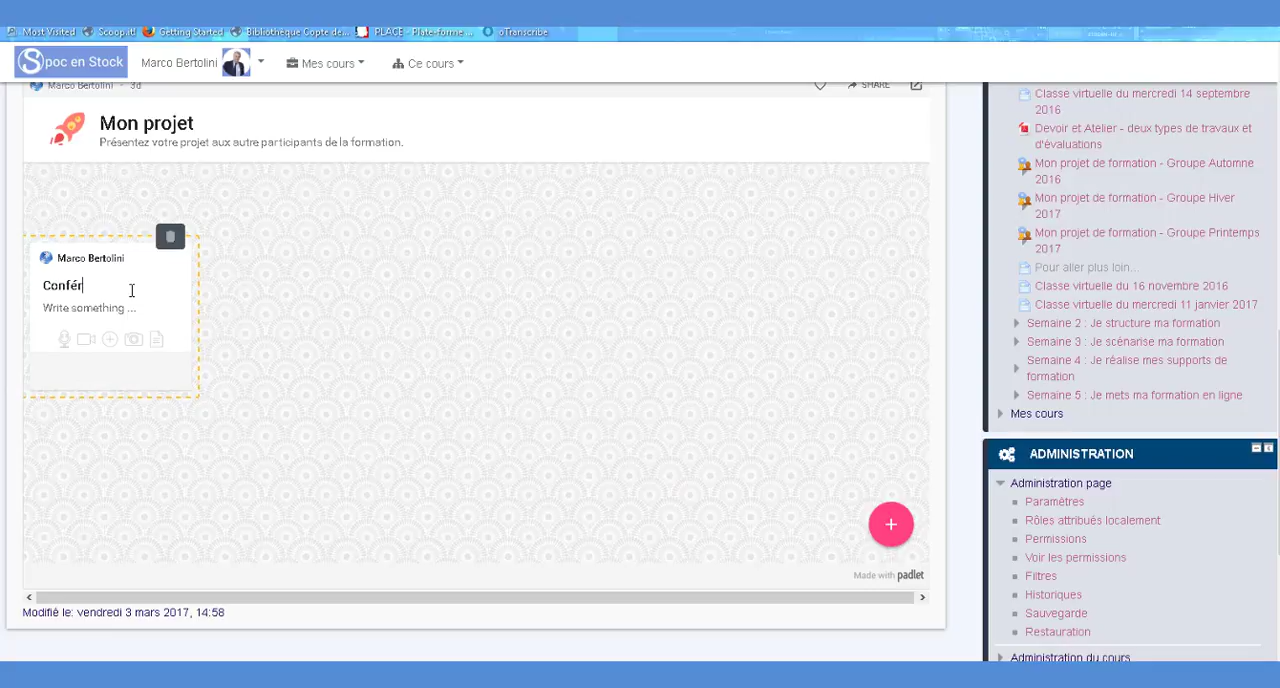 Most Visited Scoop.it! Getting Started Bibliothèque Copte de... PLACE - Plate-forme ... oTranscribe
Spoc en Stock Marco Bertolini Mes cours Ce cours
Marco Bertolini · 3d SHARE
Mon projet
Présentez votre projet aux autre participants de la formation.
Marco Bertolini
Confér
Write something ...
Made with padlet
Modifié le: vendredi 3 mars 2017, 14:58
Classe virtuelle du mercredi 14 septembre
2016
Devoir et Atelier - deux types de travaux et
d'évaluations
Mon projet de formation - Groupe Automne
2016
Mon projet de formation - Groupe Hiver
2017
Mon projet de formation - Groupe Printemps
2017
Pour aller plus loin...
Classe virtuelle du 16 novembre 2016
Classe virtuelle du mercredi 11 janvier 2017
Semaine 2 : Je structure ma formation
Semaine 3 : Je scénarise ma formation
Semaine 4 : Je réalise mes supports de
formation
Semaine 5 : Je mets ma formation en ligne
Mes cours
ADMINISTRATION
Administration page
Paramètres
Rôles attribués localement
Permissions
Voir les permissions
Filtres
Historiques
Sauvegarde
Restauration
Administration du cours